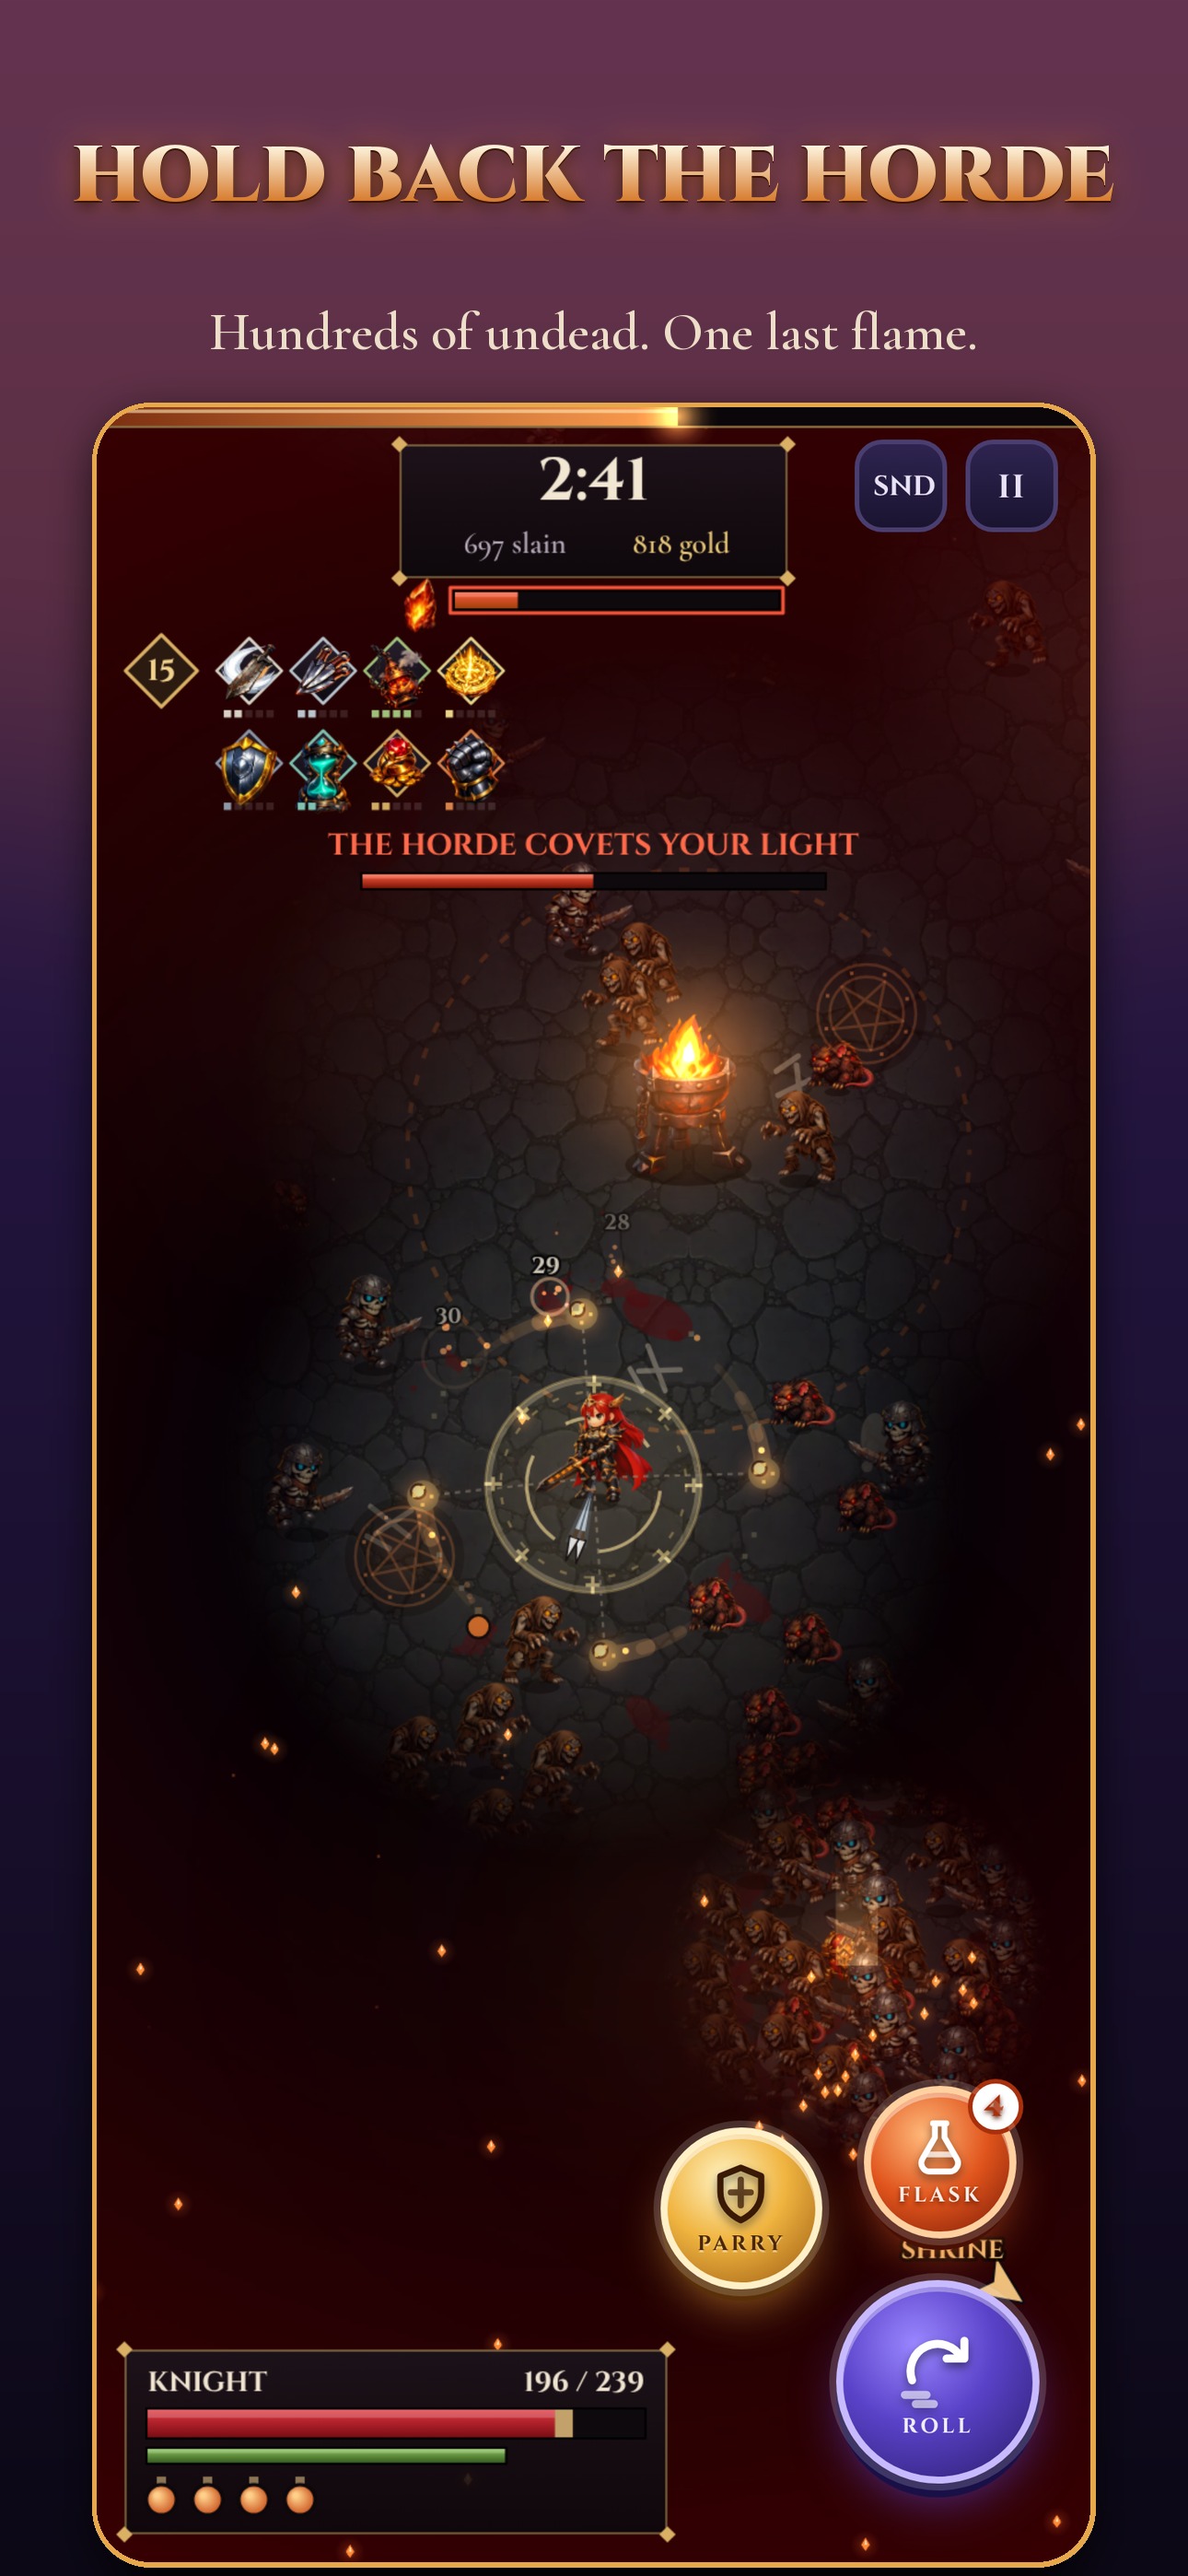 HOLD BACK THE HORDE
Hundreds of undead. One last flame.
2:41
SND
II
697 slain 818 gold
15
THE HORDE COVETS YOUR LIGHT
28
29
30
4
FLASK
PARRY
SHRINE
ROLL
KNIGHT 196 / 239